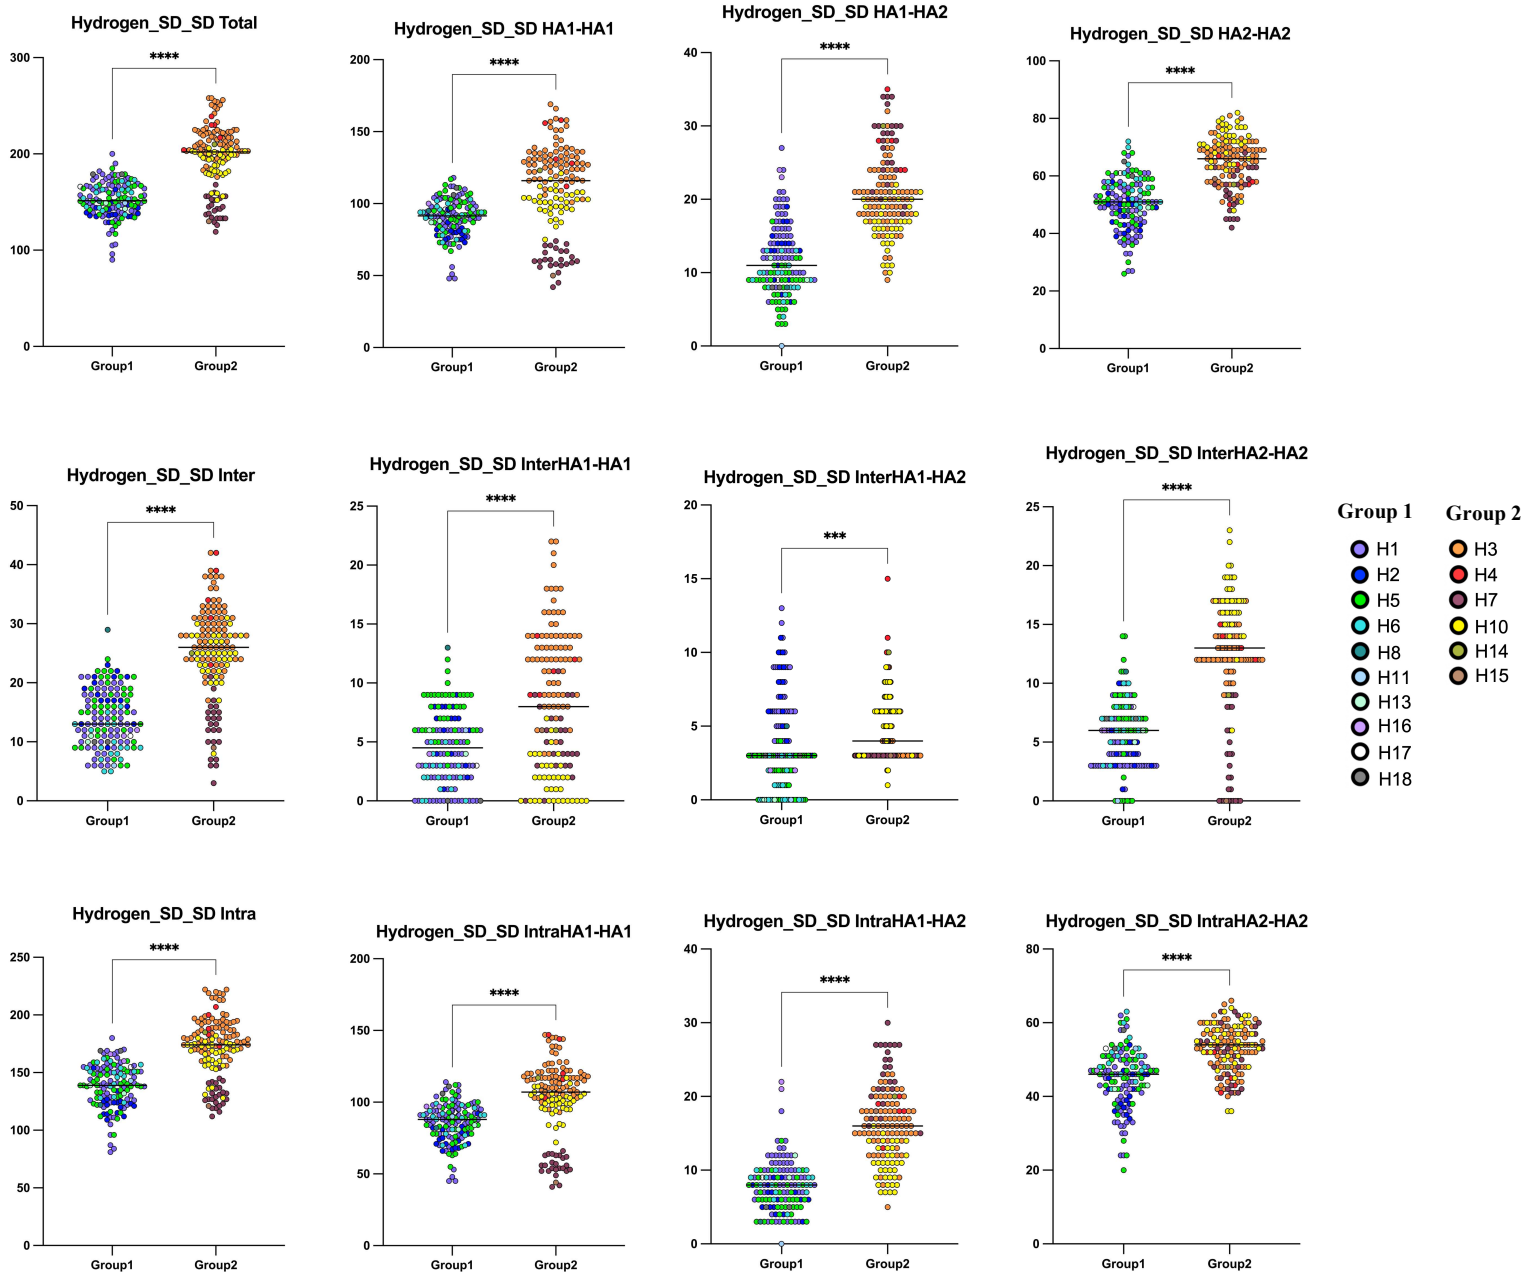 Hydrogen_SD_SD Total
****
300
200
100
0
Group1 Group2
Hydrogen_SD_SD HA1-HA1
****
200
150
100
50
0
Group1 Group2
Hydrogen_SD_SD HA1-HA2
****
40
30
20
10
0
Group1 Group2
Hydrogen_SD_SD HA2-HA2
****
100
80
60
40
20
0
Group1 Group2
Hydrogen_SD_SD Inter
****
50
40
30
20
10
0
Group1 Group2
Hydrogen_SD_SD InterHA1-HA1
****
25
20
15
10
5
0
Group1 Group2
Hydrogen_SD_SD InterHA1-HA2
***
20
15
10
5
0
Group1 Group2
Hydrogen_SD_SD InterHA2-HA2
****
25
20
15
10
5
0
Group1 Group2
Group 1 Group 2
H1 H3
H2 H4
H5 H7
H6 H10
H8 H14
H11 H15
H13
H16
H17
H18
Hydrogen_SD_SD Intra
****
250
200
150
100
50
0
Group1 Group2
Hydrogen_SD_SD IntraHA1-HA1
****
200
150
100
50
0
Group1 Group2
Hydrogen_SD_SD IntraHA1-HA2
****
40
30
20
10
0
Group1 Group2
Hydrogen_SD_SD IntraHA2-HA2
****
80
60
40
20
0
Group1 Group2